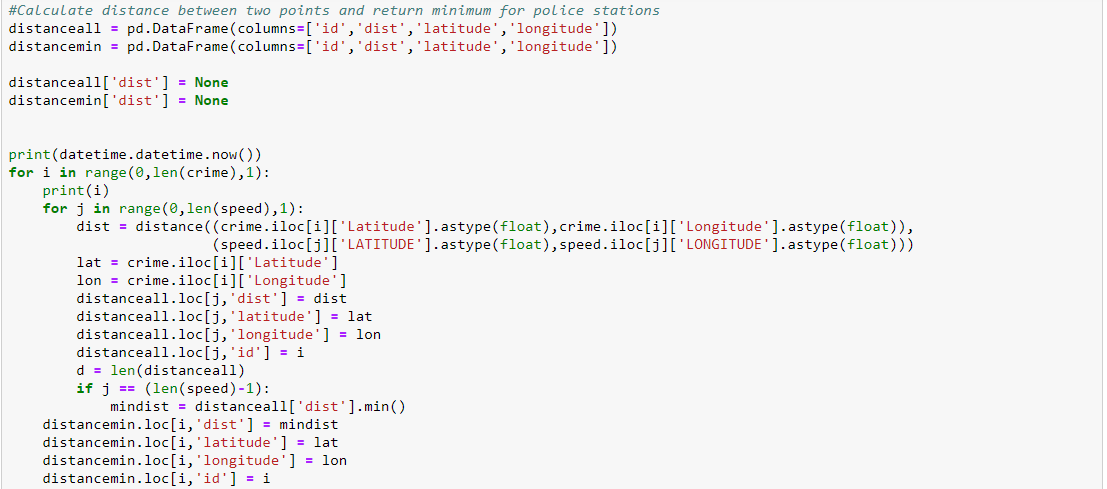 #Calculate distance between two points and return minimum for police stations
distanceall = pd.DataFrame(columns=['id','dist','latitude','longitude'])
distancemin = pd.DataFrame(columns=['id','dist','latitude','longitude'])

distanceall['dist'] = None
distancemin['dist'] = None


print(datetime.datetime.now())
for i in range(0,len(crime),1):
    print(i)
    for j in range(0,len(speed),1):
        dist = distance((crime.iloc[i]['Latitude'].astype(float),crime.iloc[i]['Longitude'].astype(float)),
                        (speed.iloc[j]['LATITUDE'].astype(float),speed.iloc[j]['LONGITUDE'].astype(float)))
        lat = crime.iloc[i]['Latitude']
        lon = crime.iloc[i]['Longitude']
        distanceall.loc[j,'dist'] = dist
        distanceall.loc[j,'latitude'] = lat
        distanceall.loc[j,'longitude'] = lon
        distanceall.loc[j,'id'] = i
        d = len(distanceall)
        if j == (len(speed)-1):
            mindist = distanceall['dist'].min()
    distancemin.loc[i,'dist'] = mindist
    distancemin.loc[i,'latitude'] = lat
    distancemin.loc[i,'longitude'] = lon
    distancemin.loc[i,'id'] = i